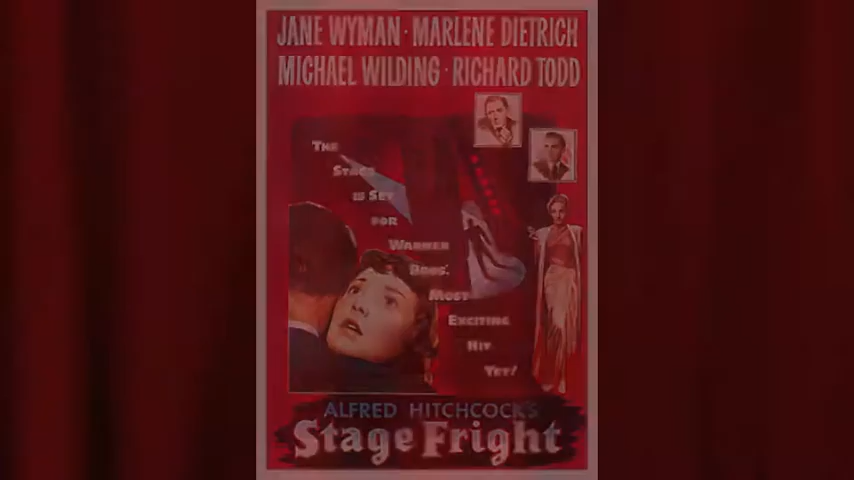 JANE WYMAN · MARLENE DIETRICH
MICHAEL WILDING · RICHARD TODD
THE
STAGE
IS SET
FOR
WARNER
BROS.'
MOST
EXCITING
HIT
YET!
ALFRED HITCHCOCK'S
Stage Fright